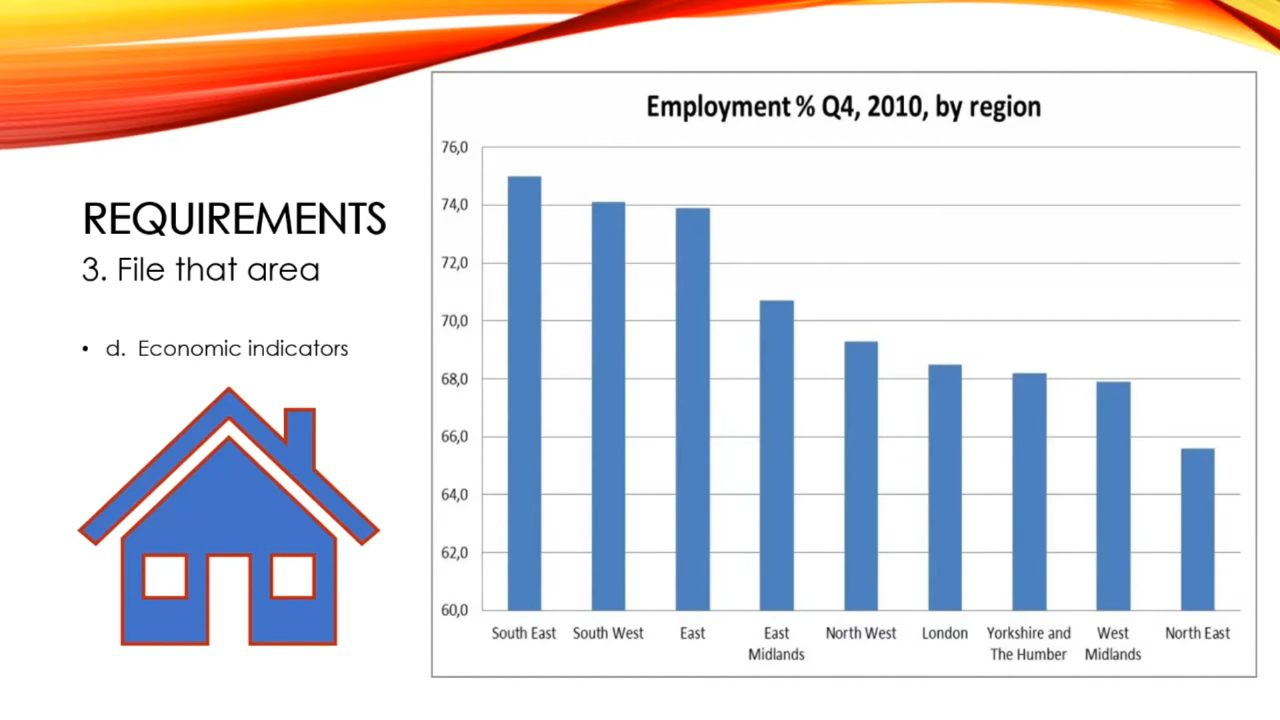 REQUIREMENTS
3. File that area
• d. Economic indicators
Employment % Q4, 2010, by region
76,0
74,0
72,0
70,0
68,0
66,0
64,0
62,0
60,0
South East
South West
East
East
Midlands
North West
London
Yorkshire and
The Humber
West
Midlands
North East